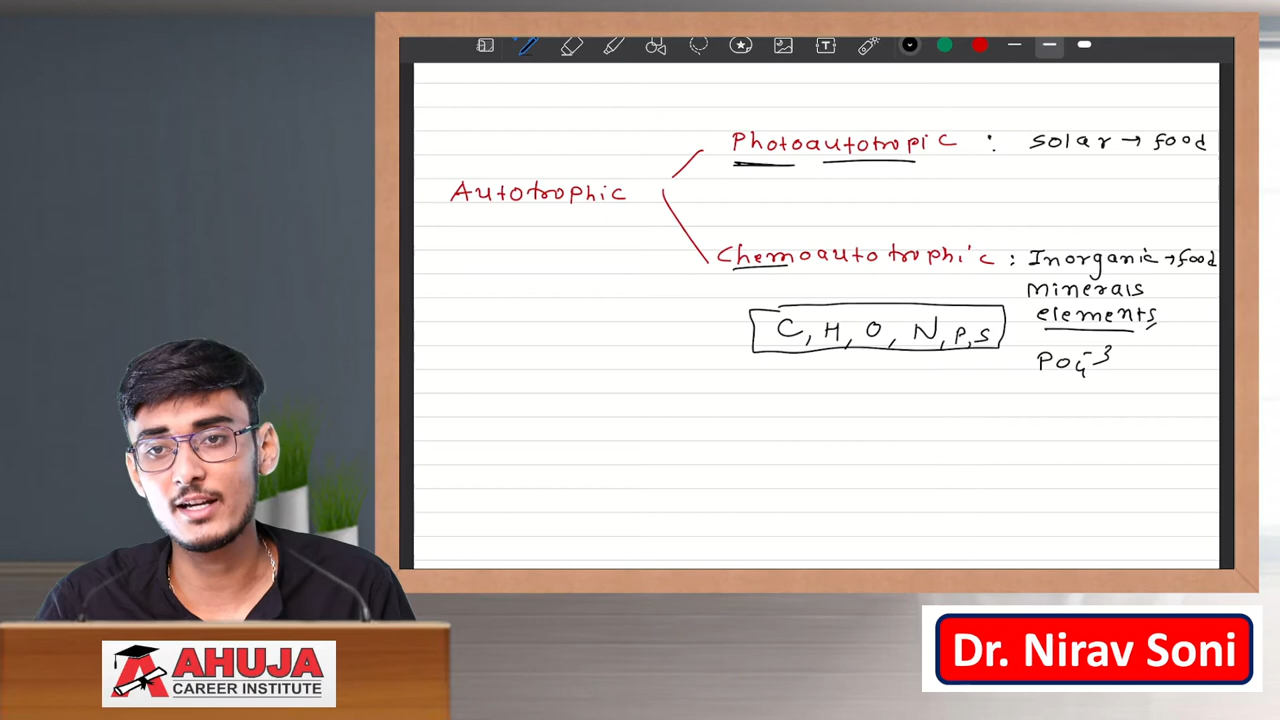 Photoautotropic : solar → food
Autotrophic
Chemoautotrophic : Inorganic → food
minerals
elements
C, H, O, N, P, S
PO4-3
AHUJA
CAREER INSTITUTE
Dr. Nirav Soni